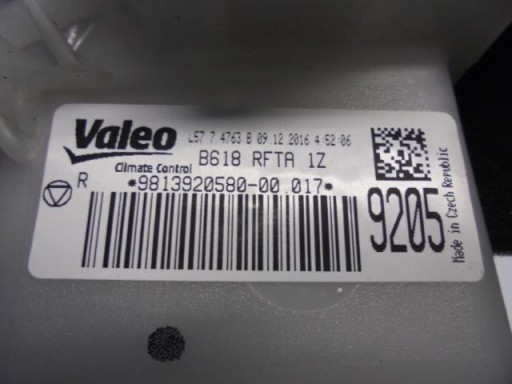 Valeo
L57 7 4763 B 09.12 2016 4:52:06
B618 RFTA 1Z
Climate Control
R
*9813920580-00.017*
9205
Made in Czech Republic